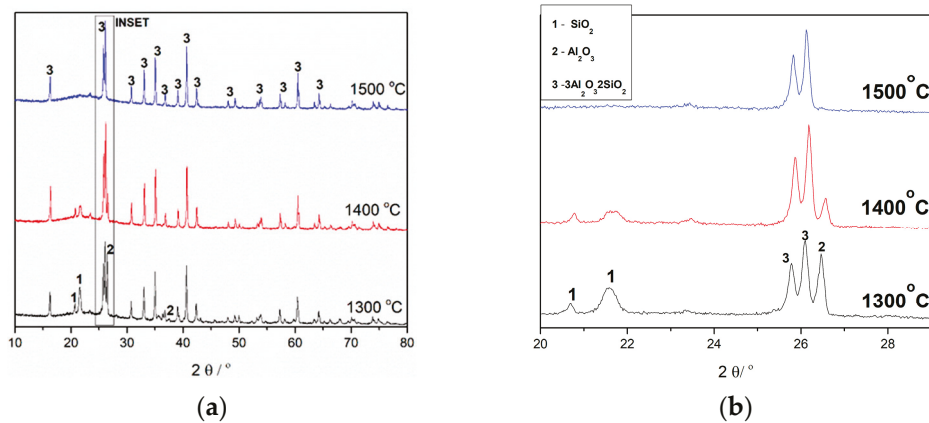 3 INSET
3 3 3 3 3 3 3 3 3 3 3 3
1500 °C
1400 °C
1 1 2 2
1300 °C
10 20 30 40 50 60 70 80
2 θ/ °
(a)
1 - SiO₂
2 - Al₂O₃
3 -3Al₂O₃2SiO₂
1500°C
1400°C
1 1 3 3 2
1300°C
20 22 24 26 28
2 θ/ °
(b)